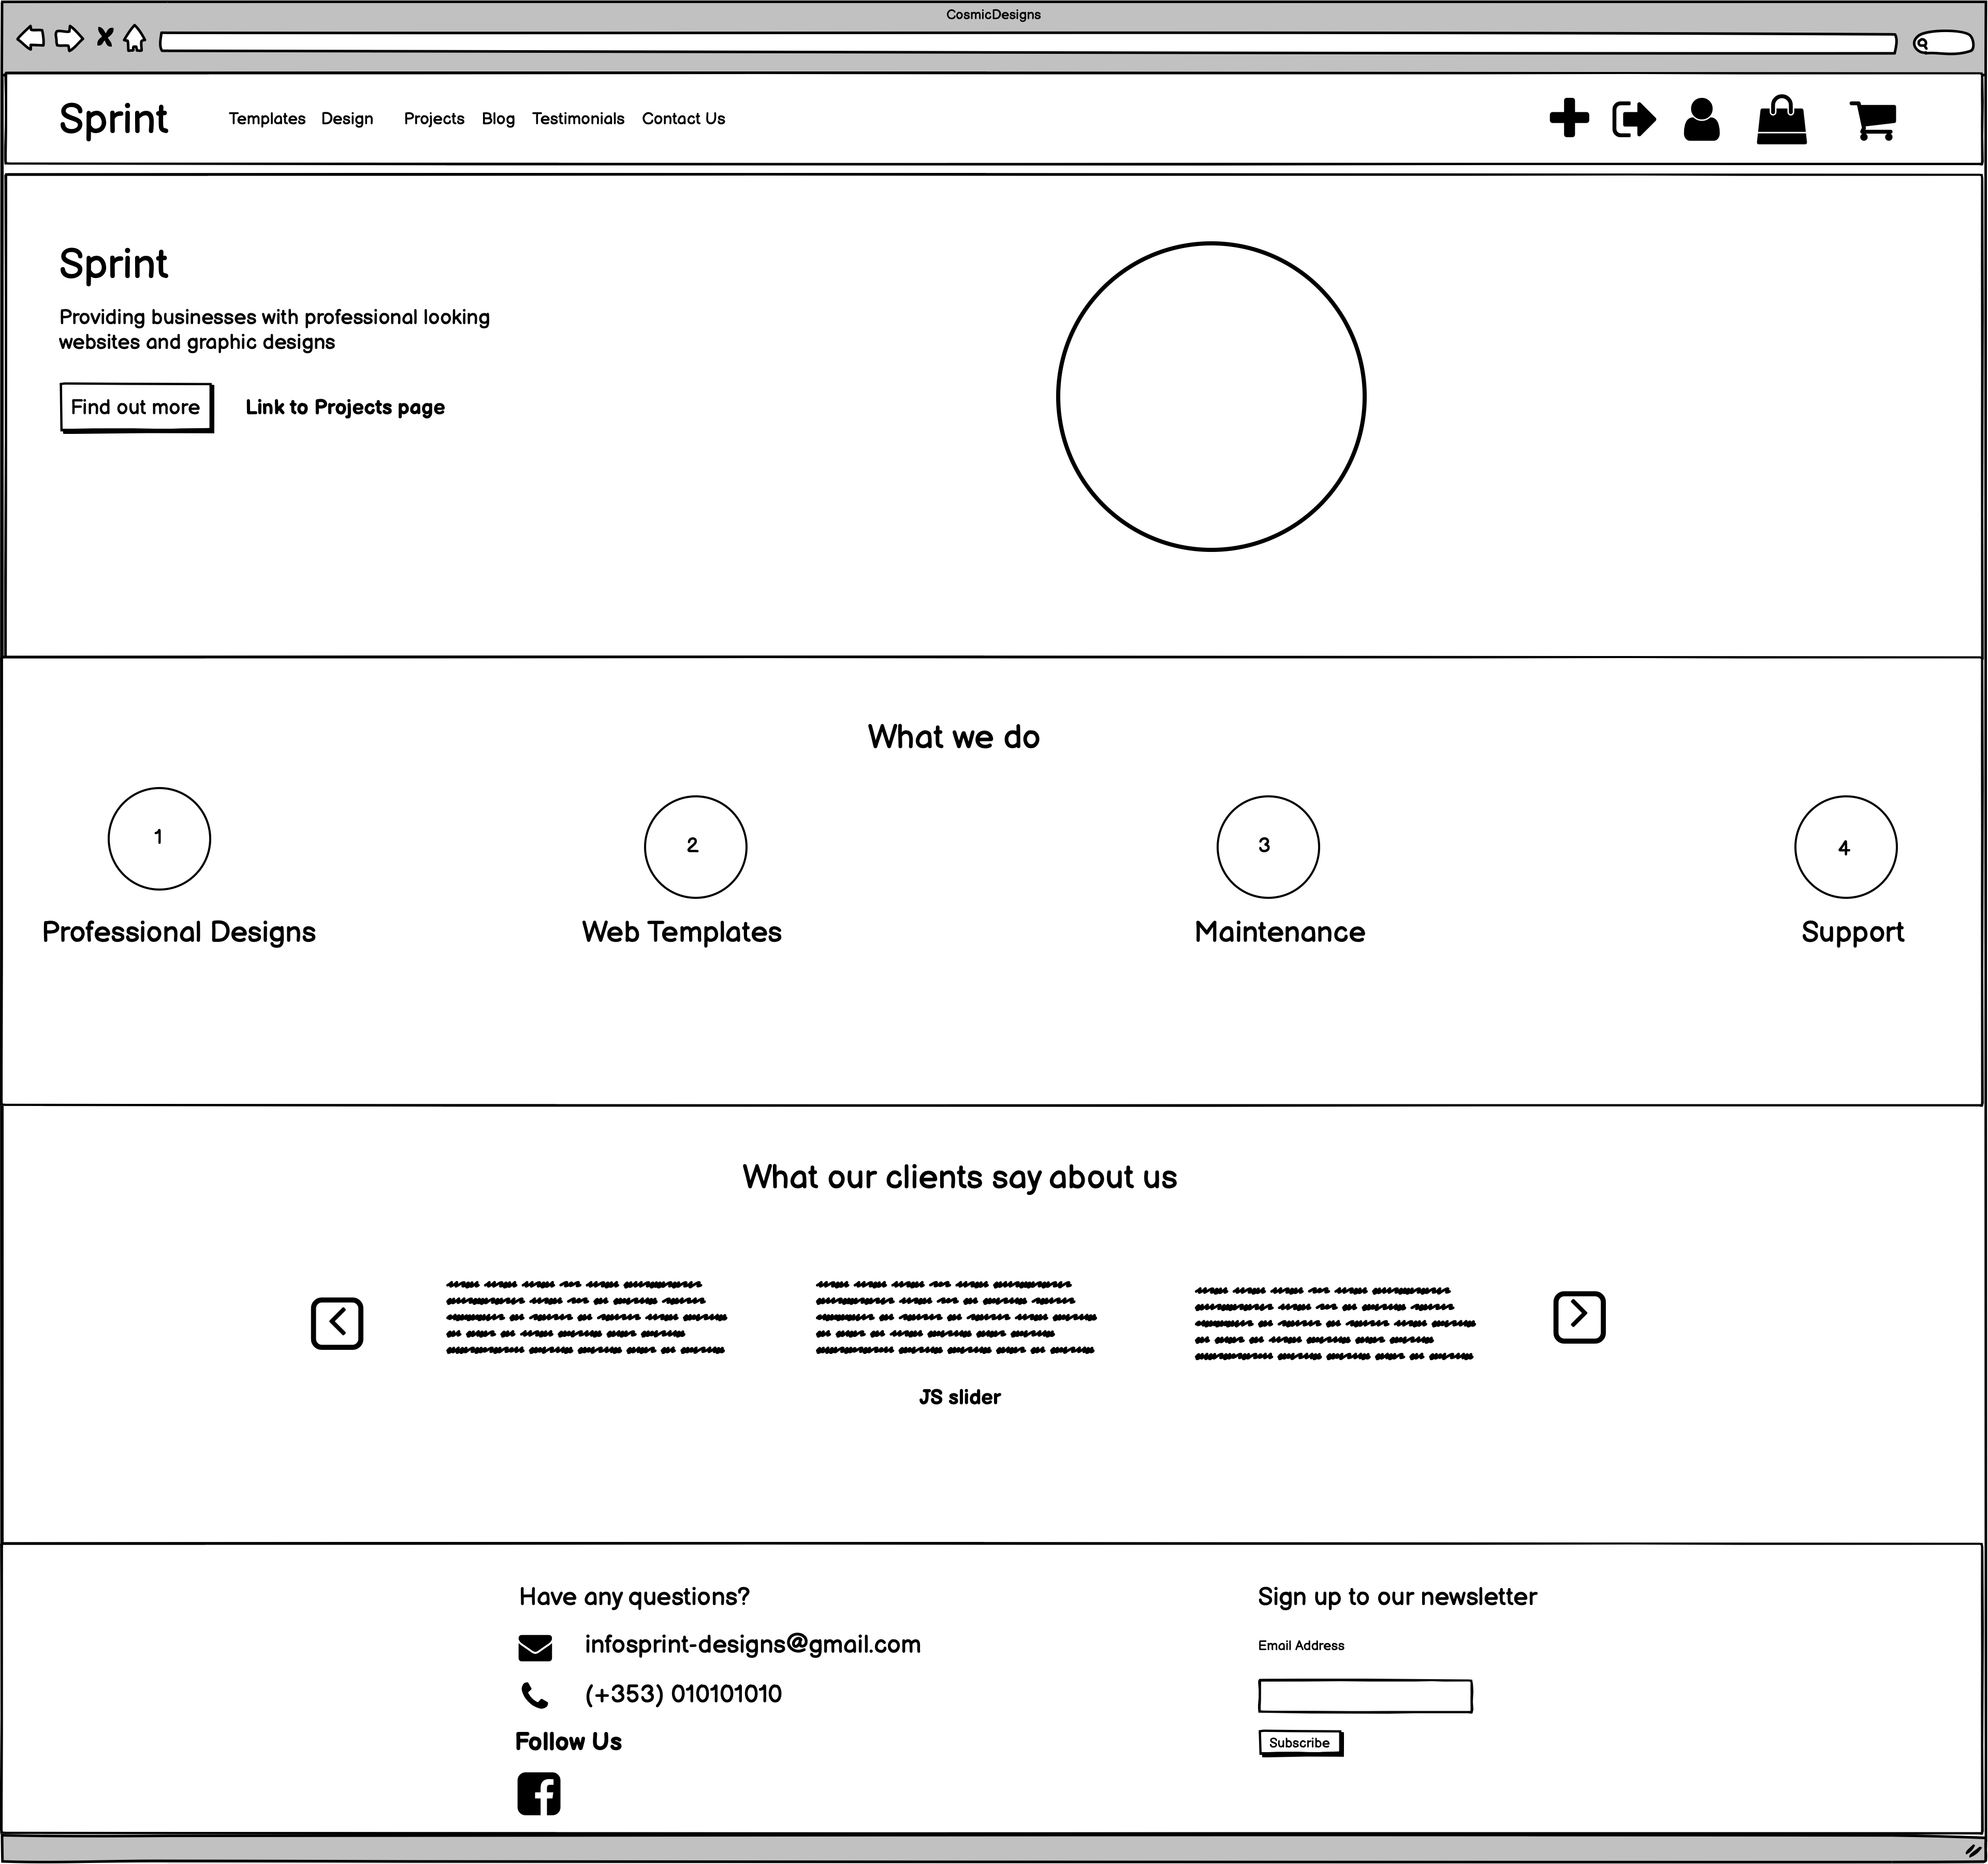 CosmicDesigns
Sprint
Templates Design Projects Blog Testimonials Contact Us
Sprint
Providing businesses with professional looking
websites and graphic designs
Find out more
Link to Projects page
What we do
1
2
3
4
Professional Designs
Web Templates
Maintenance
Support
What our clients say about us
JS slider
Have any questions?
infosprint-designs@gmail.com
(+353) 010101010
Follow Us
Sign up to our newsletter
Email Address
Subscribe